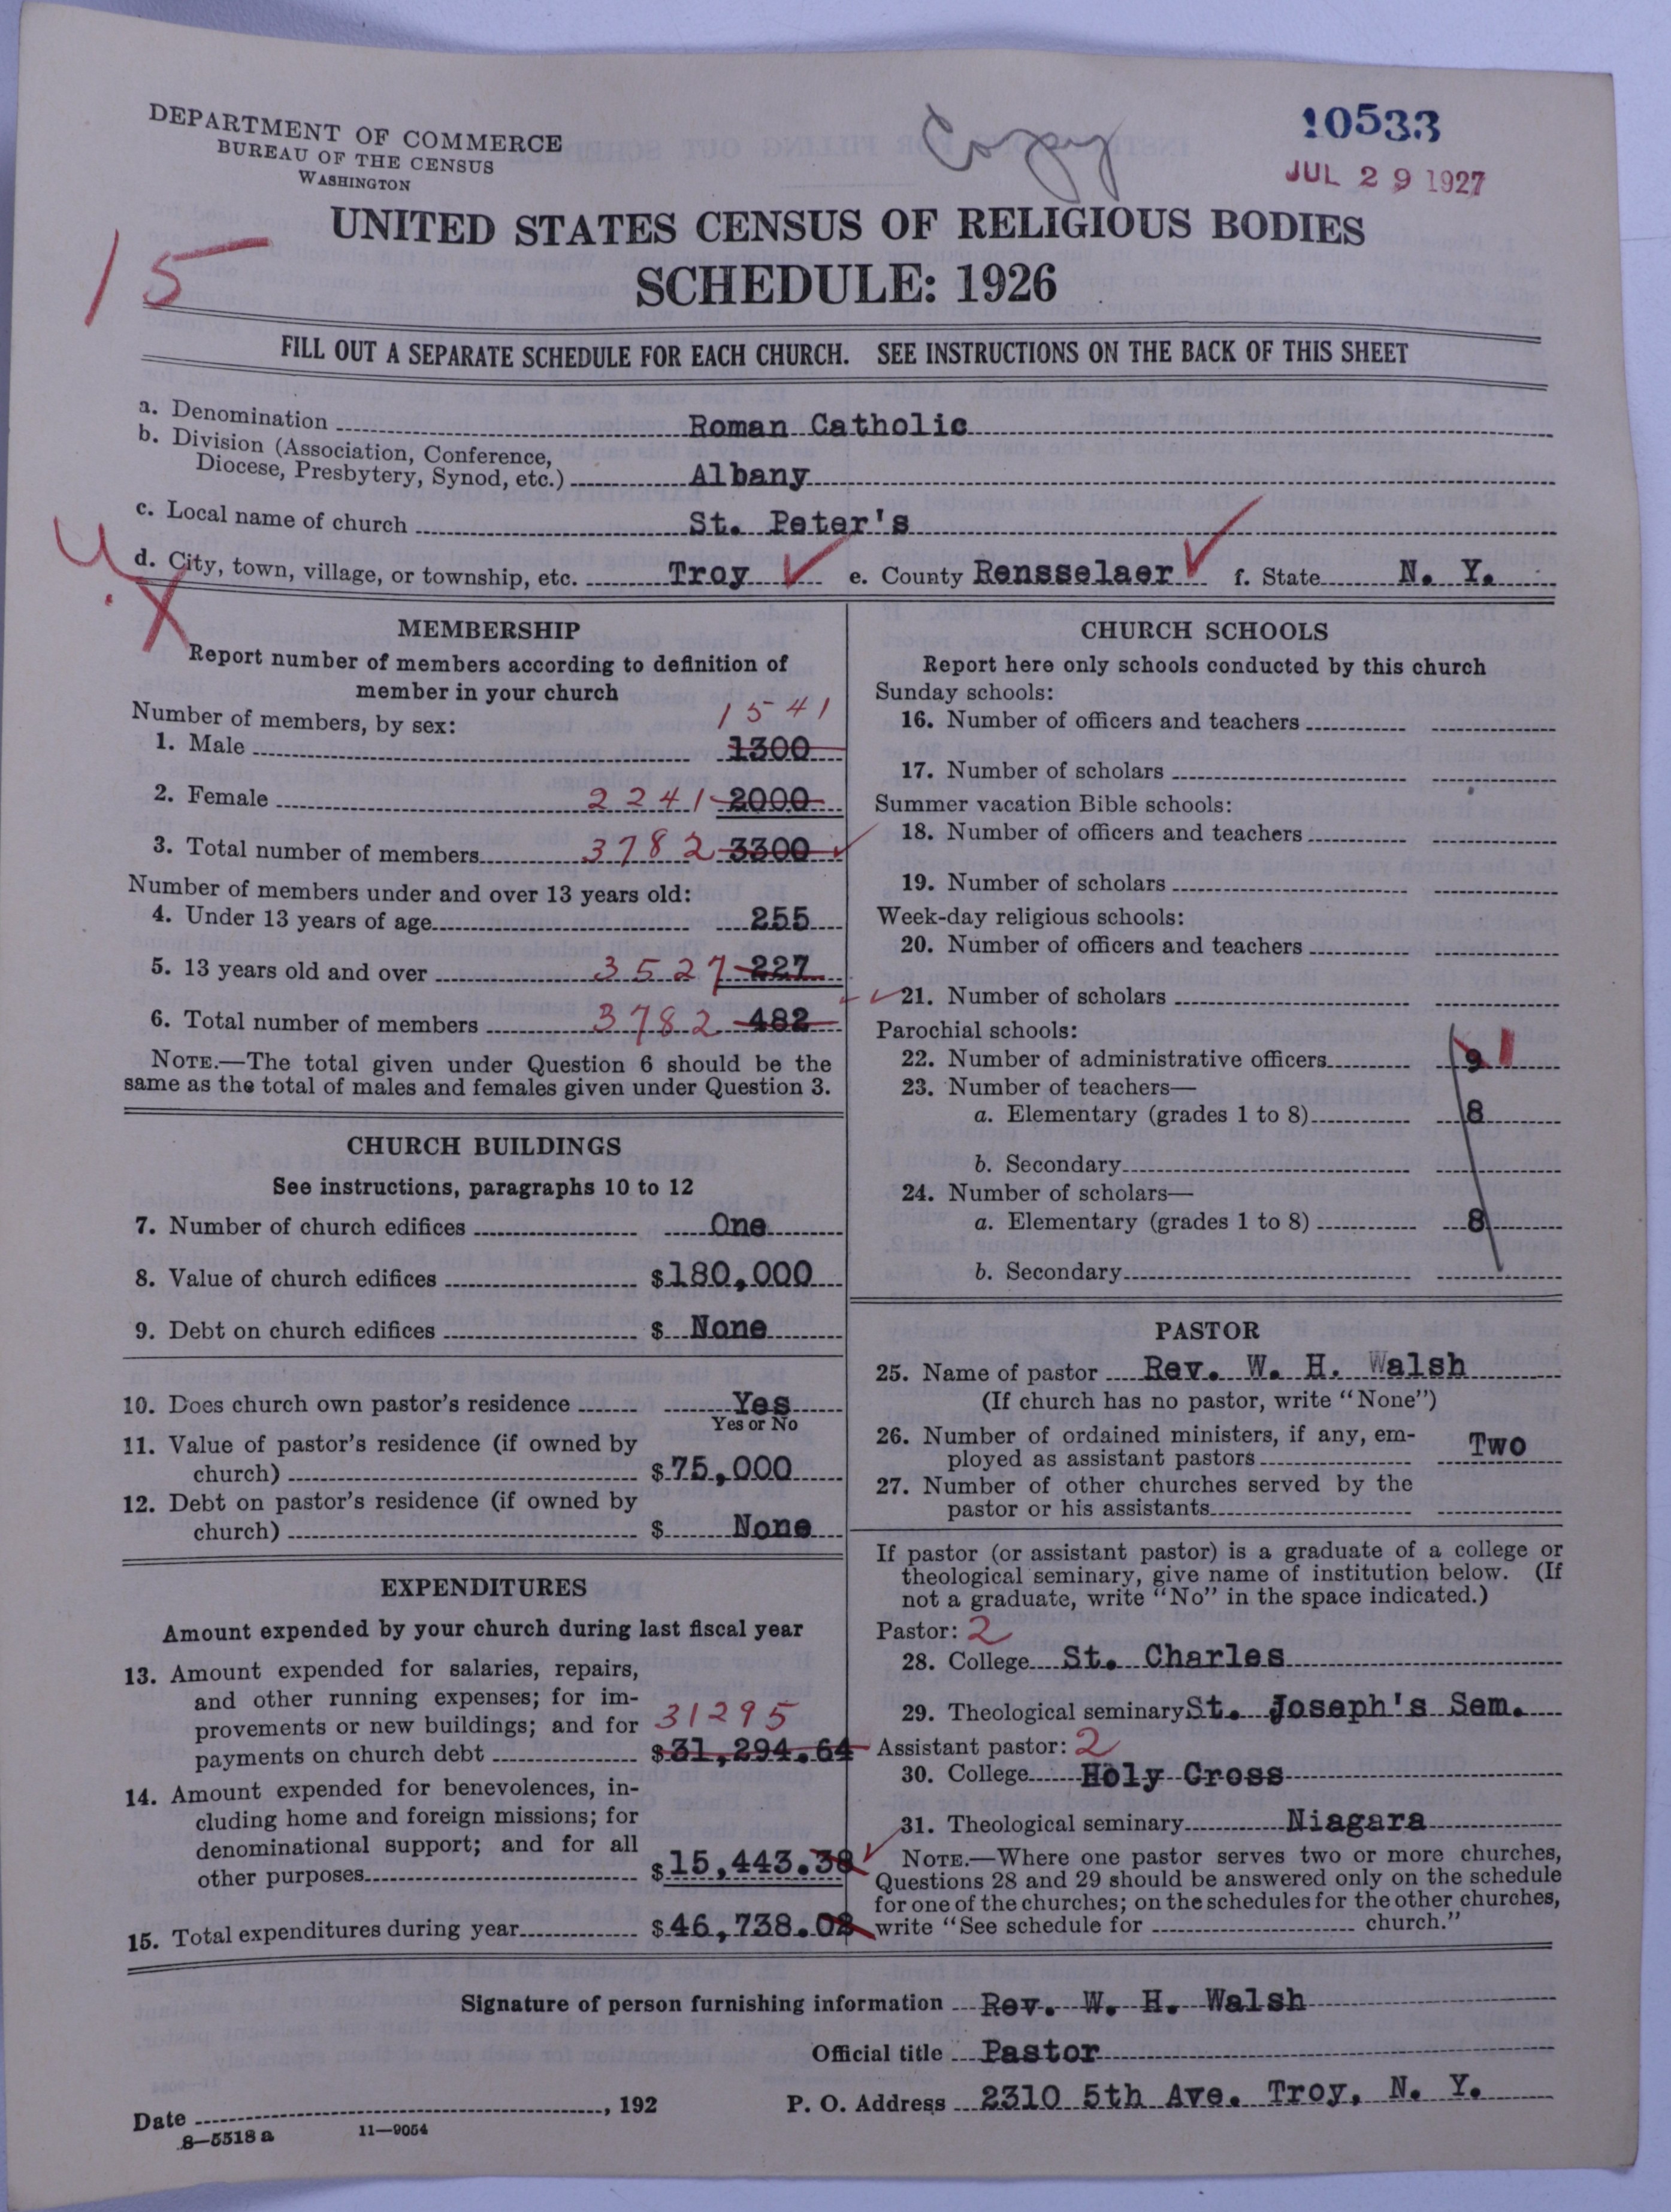 DEPARTMENT OF COMMERCE
BUREAU OF THE CENSUS
WASHINGTON
Copy
10533
JUL 29 1927
UNITED STATES CENSUS OF RELIGIOUS BODIES
SCHEDULE: 1926
15
FILL OUT A SEPARATE SCHEDULE FOR EACH CHURCH. SEE INSTRUCTIONS ON THE BACK OF THIS SHEET
a. Denomination Roman Catholic
b. Division (Association, Conference,
Diocese, Presbytery, Synod, etc.) Albany
c. Local name of church St. Peter's
d. City, town, village, or township, etc. Troy e. County Rensselaer f. State N. Y.
MEMBERSHIP
Report number of members according to definition of
member in your church
Number of members, by sex:
1541
1. Male 1300
2. Female 2241 2000
3. Total number of members 3782 3300
Number of members under and over 13 years old:
4. Under 13 years of age 255
5. 13 years old and over 3527 227
6. Total number of members 3782 482
NOTE.—The total given under Question 6 should be the
same as the total of males and females given under Question 3.
CHURCH BUILDINGS
See instructions, paragraphs 10 to 12
7. Number of church edifices One
8. Value of church edifices $180,000
9. Debt on church edifices $ None
10. Does church own pastor's residence Yes
Yes or No
11. Value of pastor's residence (if owned by
church) $75,000
12. Debt on pastor's residence (if owned by
church) $ None
EXPENDITURES
Amount expended by your church during last fiscal year
13. Amount expended for salaries, repairs,
and other running expenses; for im-
provements or new buildings; and for 31295
payments on church debt $31,294.64
14. Amount expended for benevolences, in-
cluding home and foreign missions; for
denominational support; and for all
other purposes $15,443.38
15. Total expenditures during year $46,738.02
CHURCH SCHOOLS
Report here only schools conducted by this church
Sunday schools:
16. Number of officers and teachers
17. Number of scholars
Summer vacation Bible schools:
18. Number of officers and teachers
19. Number of scholars
Week-day religious schools:
20. Number of officers and teachers
21. Number of scholars
Parochial schools:
22. Number of administrative officers 9 1
23. Number of teachers—
a. Elementary (grades 1 to 8) 8
b. Secondary
24. Number of scholars—
a. Elementary (grades 1 to 8) 8
b. Secondary
PASTOR
25. Name of pastor Rev. W. H. Walsh
(If church has no pastor, write "None")
26. Number of ordained ministers, if any, em-
ployed as assistant pastors Two
27. Number of other churches served by the
pastor or his assistants
If pastor (or assistant pastor) is a graduate of a college or
theological seminary, give name of institution below. (If
not a graduate, write "No" in the space indicated.)
Pastor: 2
28. College St. Charles
29. Theological seminary St. Joseph's Sem.
Assistant pastor: 2
30. College Holy Cross
31. Theological seminary Niagara
NOTE.—Where one pastor serves two or more churches,
Questions 28 and 29 should be answered only on the schedule
for one of the churches; on the schedules for the other churches,
write "See schedule for church."
Signature of person furnishing information Rev. W. H. Walsh
Official title Pastor
Date , 192 P. O. Address 2310 5th Ave. Troy, N. Y.
8—5518a 11—9054